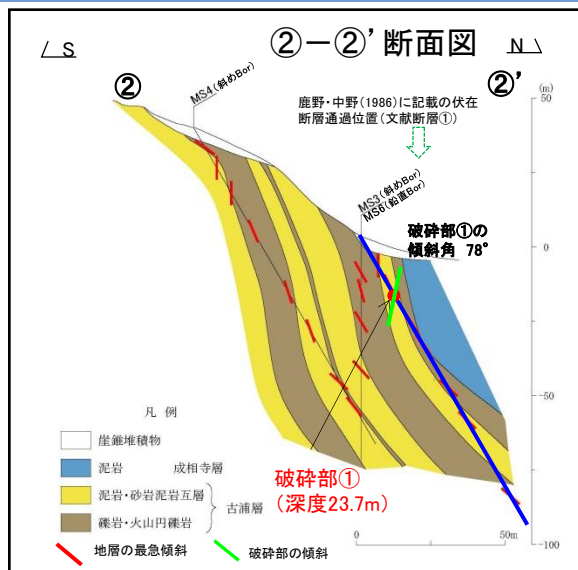 ②－②’断面図
S
N
②
②’
(m)
50
0
-50
-100
MS4(斜めBor)
鹿野・中野(1986)に記載の伏在
断層通過位置(文献断層①)
MS3(斜めBor)
MS6(鉛直Bor)
破砕部①の
傾斜角 78°
破砕部①
(深度23.7m)
凡 例
崖錐堆積物
泥岩 成相寺層
泥岩・砂岩泥岩互層
古浦層
礫岩・火山円礫岩
地層の最急傾斜
破砕部の傾斜
0
50m